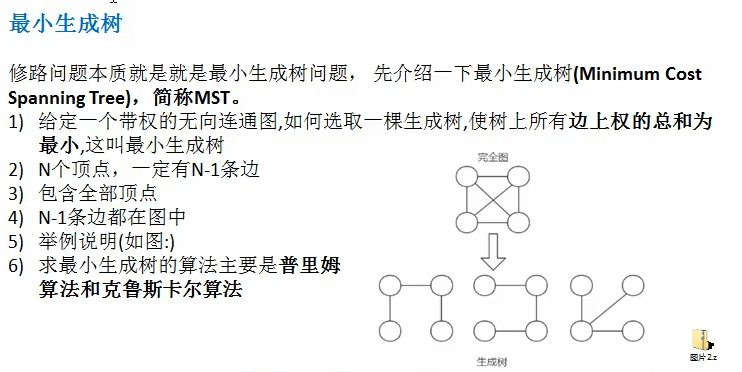 最小生成树
修路问题本质就是就是最小生成树问题， 先介绍一下最小生成树(Minimum Cost
Spanning Tree)，简称MST。
1) 给定一个带权的无向连通图,如何选取一棵生成树,使树上所有边上权的总和为
最小,这叫最小生成树
2) N个顶点，一定有N-1条边
3) 包含全部顶点
4) N-1条边都在图中
5) 举例说明(如图:)
6) 求最小生成树的算法主要是普里姆
算法和克鲁斯卡尔算法
完全图
生成树
图片2.z